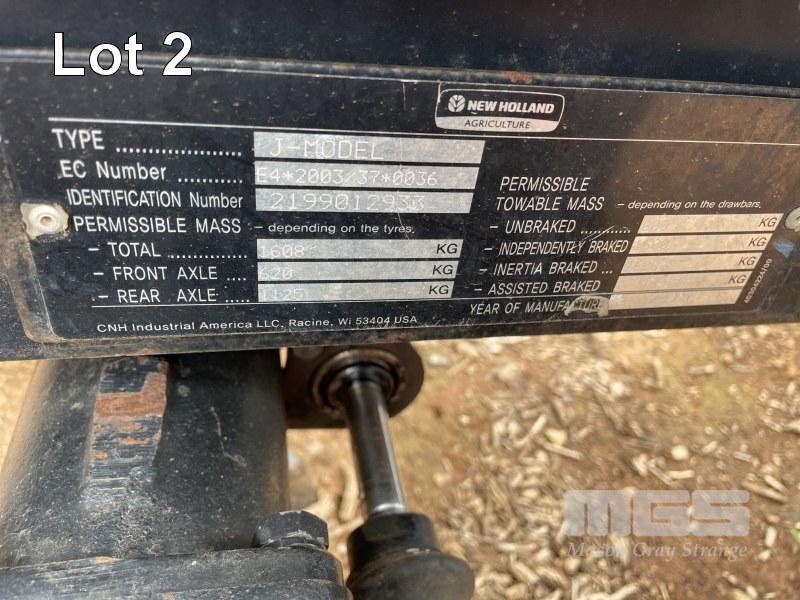 Lot 2
NEW HOLLAND
AGRICULTURE
TYPE ..................... J-MODEL
EC Number ............ E4*2003/37*0036
IDENTIFICATION Number 2199012933
PERMISSIBLE MASS – depending on the tyres,
– TOTAL ............... 1608 KG
– FRONT AXLE .... 620 KG
– REAR AXLE ..... 1125 KG
PERMISSIBLE
TOWABLE MASS – depending on the drawbars,
– UNBRAKED ........... KG
– INDEPENDENTLY BRAKED KG
– INERTIA BRAKED ... KG
– ASSISTED BRAKED KG
YEAR OF
CNH Industrial America LLC, Racine, Wi 53404 USA
MGS
Mason Gray Strange